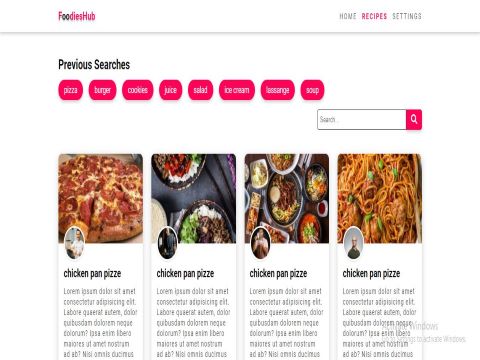 FoodiesHub
HOME RECIPES SETTINGS
Previous Searches
pizza burger cookies juice salad ice cream lasange soup
Search...
chicken pan pizze chicken pan pizze chicken pan pizze chicken pan pizze
lorem ipsum dolor sit amet lorem ipsum dolor sit amet lorem ipsum dolor sit amet lorem ipsum dolor sit amet
consectetur adipisicing elit. consectetur adipisicing elit. consectetur adipisicing elit. consectetur adipisicing elit.
Labore quaerat autem, dolor Labore quaerat autem, dolor Labore quaerat autem, dolor Labore quaerat autem, dolor
quibusdam dolorem neque quibusdam dolorem neque quibusdam dolorem neque quibusdam dolorem neque
dolorum? Ipsa enim libero dolorum? Ipsa enim libero dolorum? Ipsa enim libero dolorum? Ipsa enim libero
maiores ut amet nostrum maiores ut amet nostrum maiores ut amet nostrum maiores ut amet nostrum
ad ab? Nisi omnis ducimus ad ab? Nisi omnis ducimus ad ab? Nisi omnis ducimus ad ab? Nisi omnis ducimus
Windows
Settings to activate Windows.